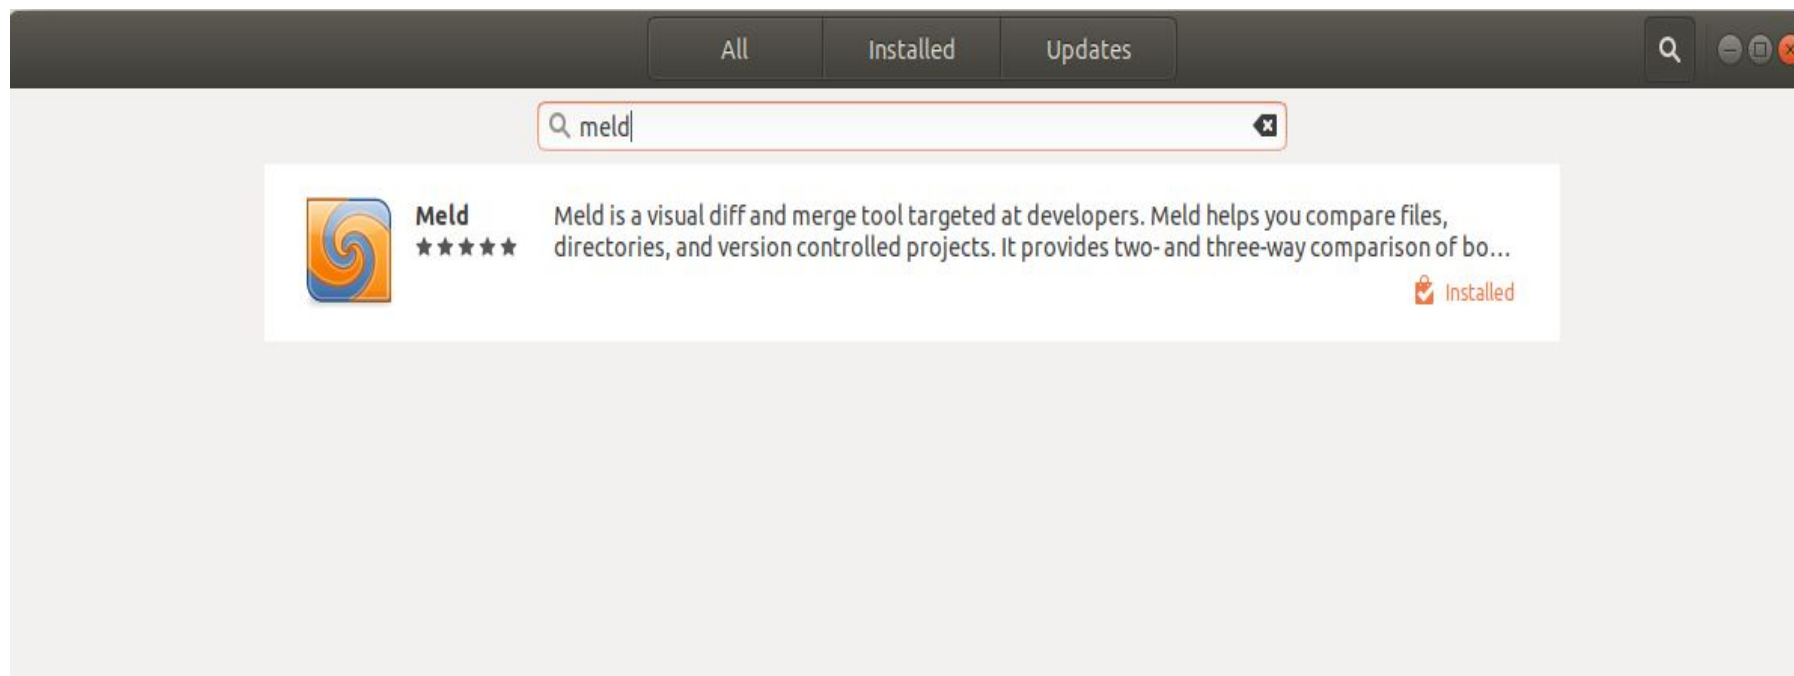 All Installed Updates
meld
Meld
Meld is a visual diff and merge tool targeted at developers. Meld helps you compare files,
directories, and version controlled projects. It provides two- and three-way comparison of bo…
Installed